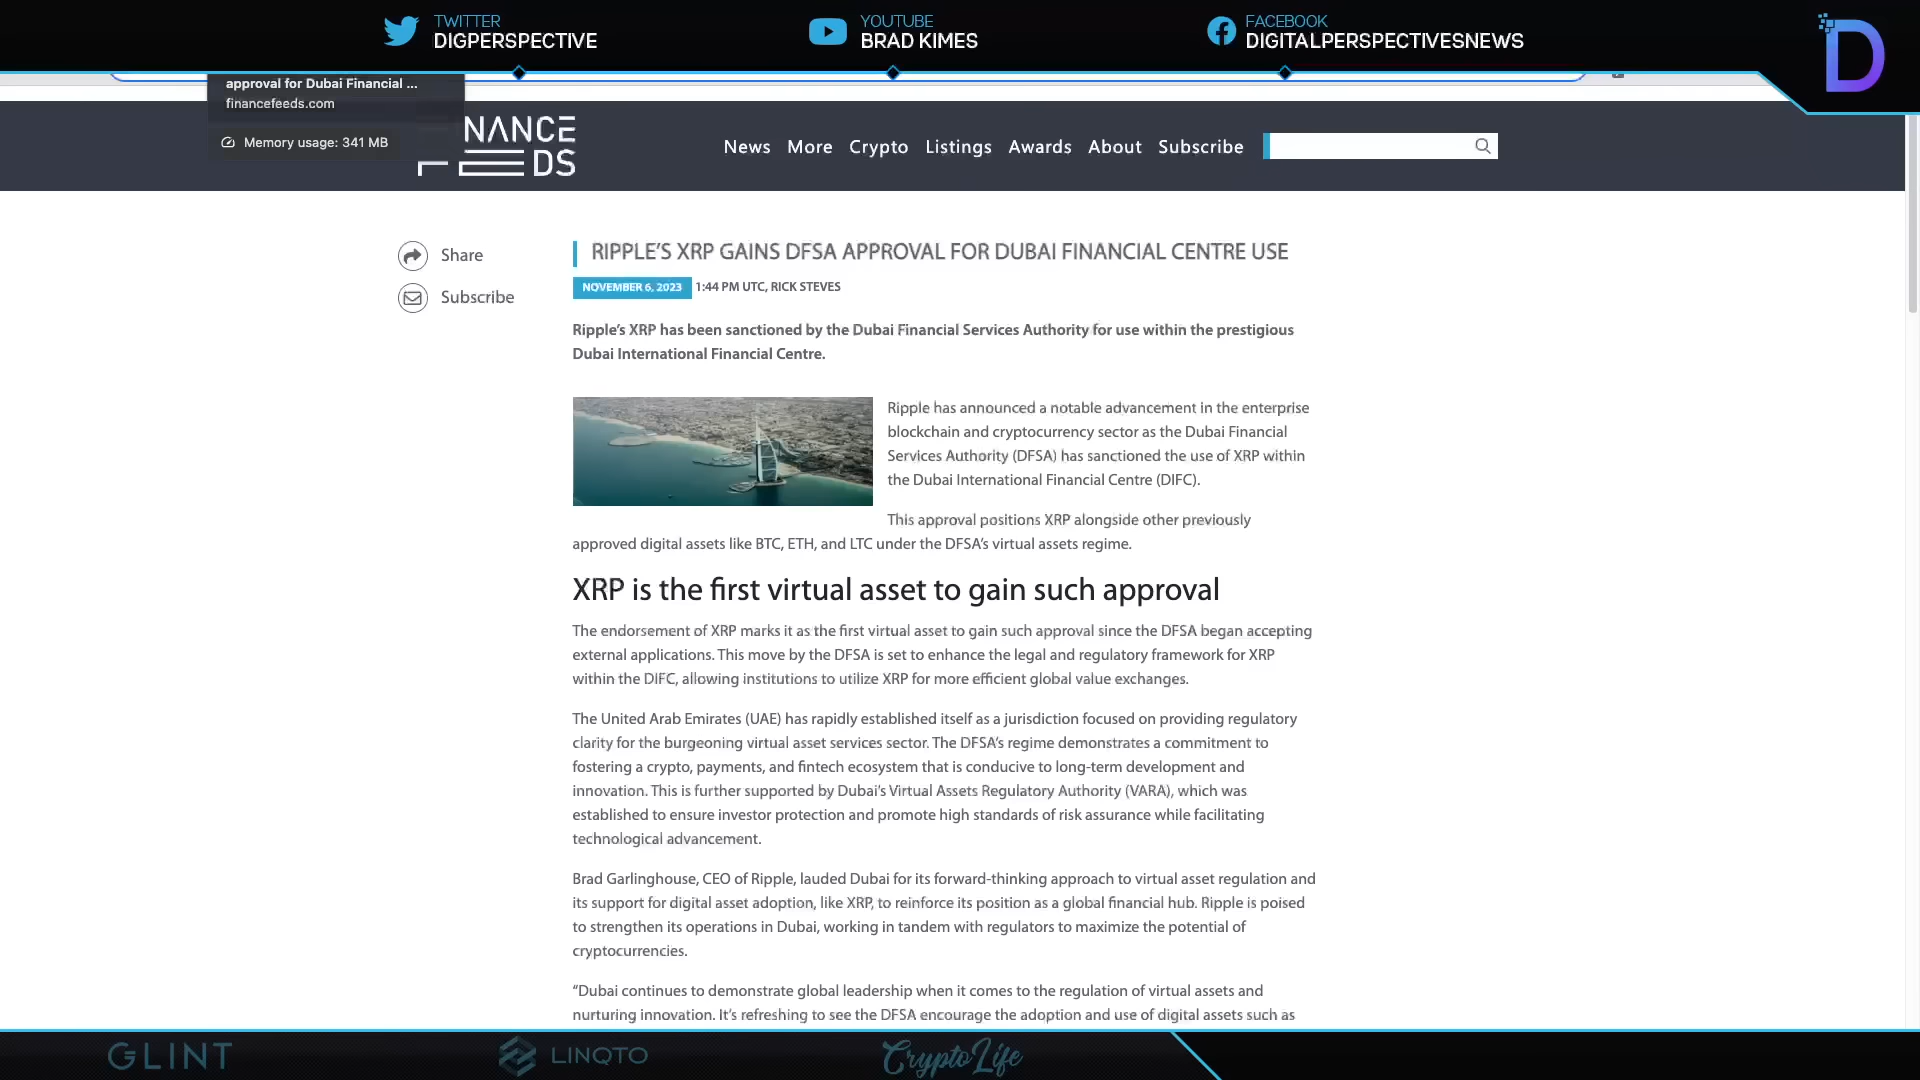 TWITTER
DIGPERSPECTIVE
YOUTUBE
BRAD KIMES
FACEBOOK
DIGITALPERSPECTIVESNEWS
D
approval for Dubai Financial ...
financefeeds.com
Memory usage: 341 MB
NANCE
EDS
News More Crypto Listings Awards About Subscribe
Share
Subscribe
RIPPLE'S XRP GAINS DFSA APPROVAL FOR DUBAI FINANCIAL CENTRE USE
NOVEMBER 6, 2023 1:44 PM UTC, RICK STEVES
Ripple's XRP has been sanctioned by the Dubai Financial Services Authority for use within the prestigious
Dubai International Financial Centre.
Ripple has announced a notable advancement in the enterprise
blockchain and cryptocurrency sector as the Dubai Financial
Services Authority (DFSA) has sanctioned the use of XRP within
the Dubai International Financial Centre (DIFC).
This approval positions XRP alongside other previously
approved digital assets like BTC, ETH, and LTC under the DFSA's virtual assets regime.
XRP is the first virtual asset to gain such approval
The endorsement of XRP marks it as the first virtual asset to gain such approval since the DFSA began accepting
external applications. This move by the DFSA is set to enhance the legal and regulatory framework for XRP
within the DIFC, allowing institutions to utilize XRP for more efficient global value exchanges.
The United Arab Emirates (UAE) has rapidly established itself as a jurisdiction focused on providing regulatory
clarity for the burgeoning virtual asset services sector. The DFSA's regime demonstrates a commitment to
fostering a crypto, payments, and fintech ecosystem that is conducive to long-term development and
innovation. This is further supported by Dubai's Virtual Assets Regulatory Authority (VARA), which was
established to ensure investor protection and promote high standards of risk assurance while facilitating
technological advancement.
Brad Garlinghouse, CEO of Ripple, lauded Dubai for its forward-thinking approach to virtual asset regulation and
its support for digital asset adoption, like XRP, to reinforce its position as a global financial hub. Ripple is poised
to strengthen its operations in Dubai, working in tandem with regulators to maximize the potential of
cryptocurrencies.
“Dubai continues to demonstrate global leadership when it comes to the regulation of virtual assets and
nurturing innovation. It's refreshing to see the DFSA encourage the adoption and use of digital assets such as
GLINT
LINQTO
CryptoLife